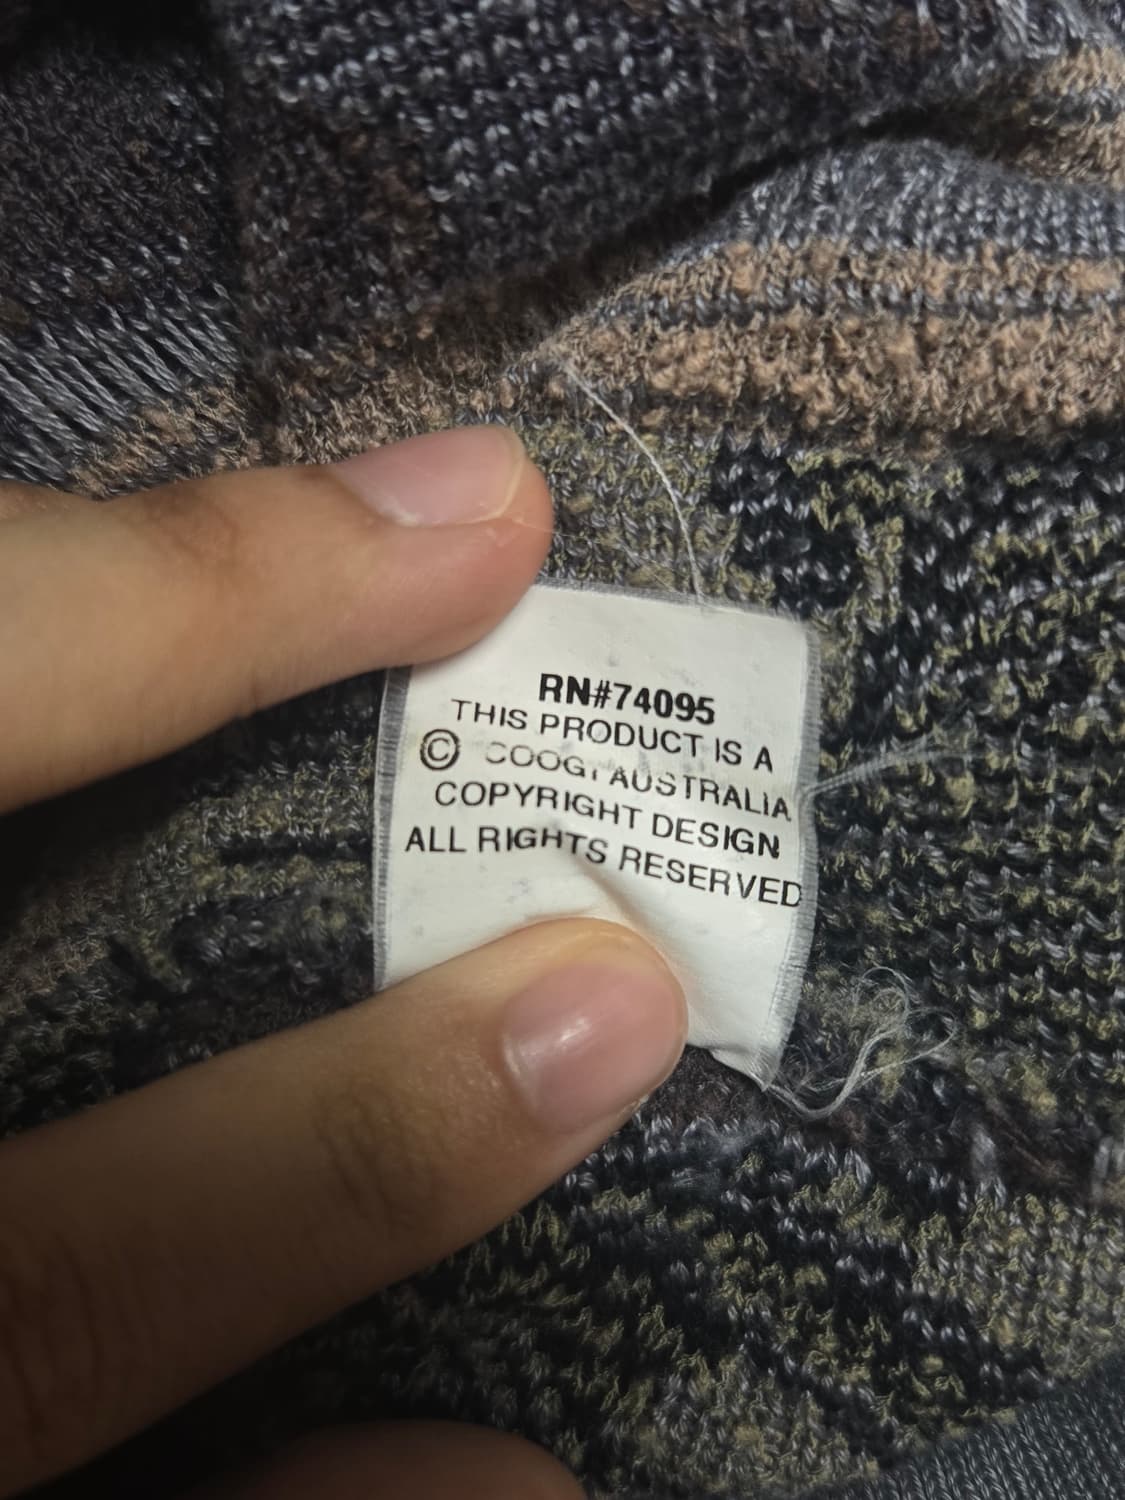 RN#74095
THIS PRODUCT IS A
© COOGI AUSTRALIA
COPYRIGHT DESIGN
ALL RIGHTS RESERVED